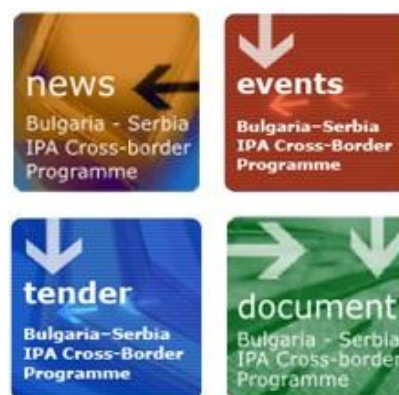 news
Bulgaria - Serbia
IPA Cross-border
Programme
events
Bulgaria–Serbia
IPA Cross-Border
Programme
tender
Bulgaria–Serbia
IPA Cross-Border
Programme
document
Bulgaria - Serbia
IPA Cross-border
Programme